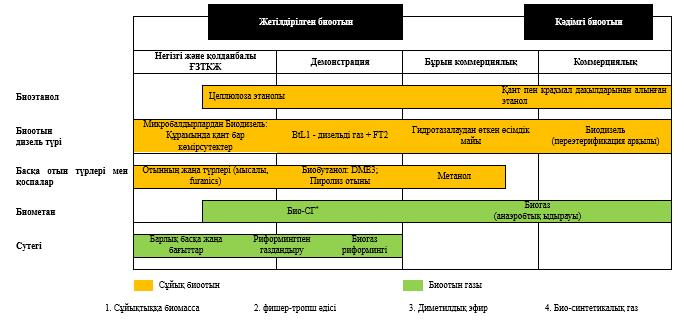 Жетілдірілген биоотын
Кәдімгі биоотын
Негізгі және қолданбалы
ҒЗТКЖ
Демонстрация
Бұрын коммерциялық
Коммерциялық
Биоэтанол
Целлюлоза этанолы
Қант пен крахмал дақылдарынан алынған
этанол
Биоотын
дизель түрі
Микробалдырлардан Биодизель:
Құрамында қант бар
көмірсутектер
BtL1 - дизельді газ + FT2
Гидротазалаудан өткен өсімдік
майы
Биодизель
(переэтерификация арқылы)
Басқа отын түрлері мен
қоспалар
Отынның жаңа түрлері (мысалы,
furanics)
Биобутанол: DME3;
Пиролиз отыны
Метанол
Биометан
Био-СГ⁴
Биогаз
(анаэробтық ыдырауы)
Сутегі
Барлық басқа жаңа
бағыттар
Риформингпен
газдандыру
Биогаз
риформингі
Сұйық биоотын
Биоотын газы
1. Сұйықтыққа биомасса
2. фишер-тропш әдісі
3. Диметилдық эфир
4. Био-синтетикалық газ